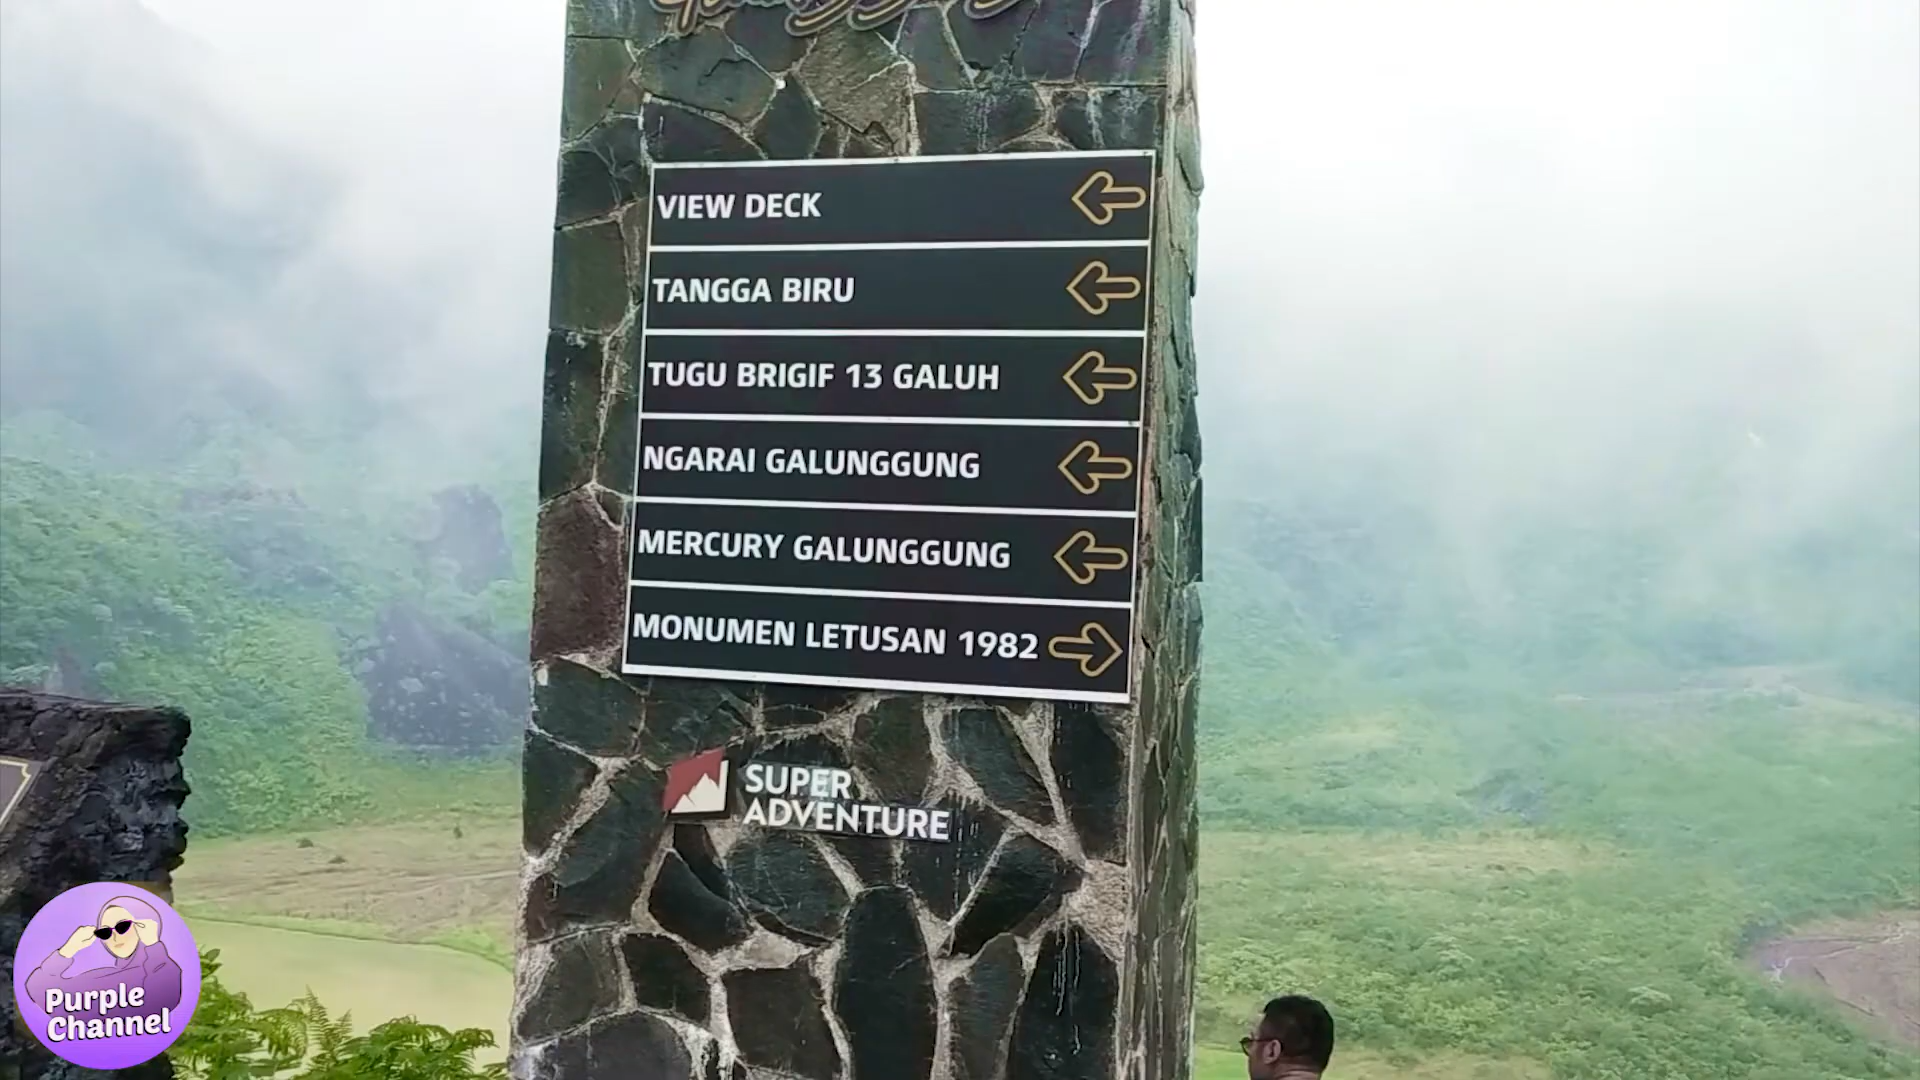 VIEW DECK
TANGGA BIRU
TUGU BRIGIF 13 GALUH
NGARAI GALUNGGUNG
MERCURY GALUNGGUNG
MONUMEN LETUSAN 1982
SUPER
ADVENTURE
Purple
Channel